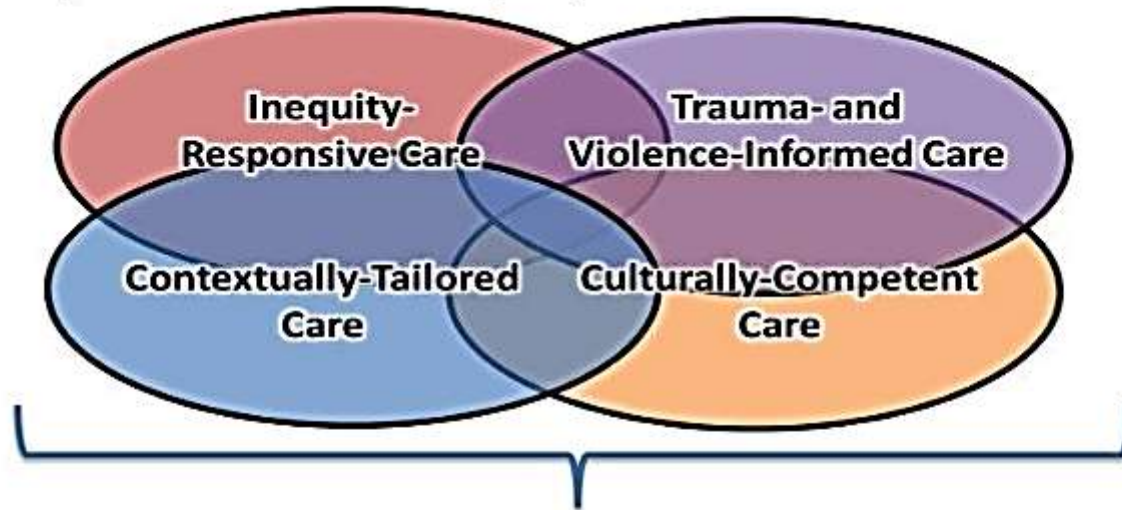 Inequity-
Responsive Care
Trauma- and
Violence-Informed Care
Contextually-Tailored
Care
Culturally-Competent
Care